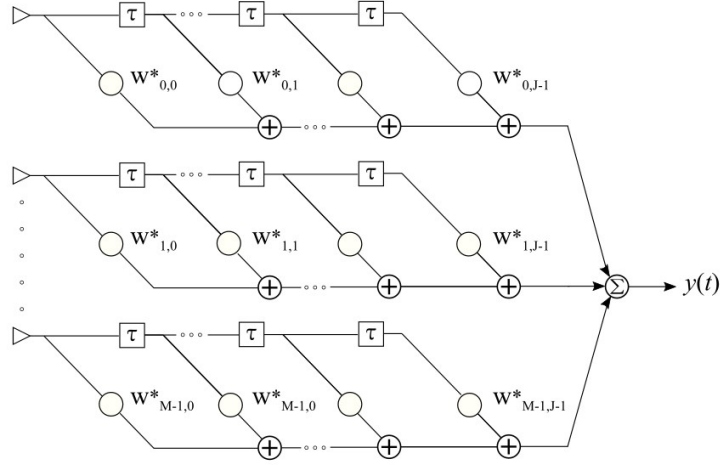 τ τ τ
W*0,0 W*0,1 W*0,J-1
τ τ τ
W*1,0 W*1,1 W*1,J-1
Σ y(t)
τ τ τ
W*M-1,0 W*M-1,0 W*M-1,J-1